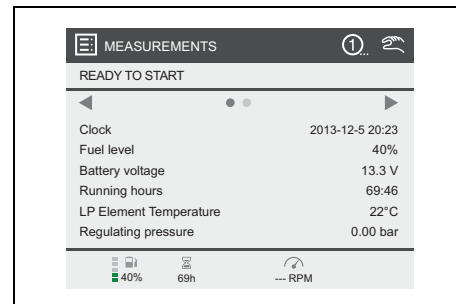 MEASUREMENTS 1...
READY TO START
Clock 2013-12-5 20:23
Fuel level 40%
Battery voltage 13.3 V
Running hours 69:46
LP Element Temperature 22°C
Regulating pressure 0.00 bar
40% 69h --- RPM